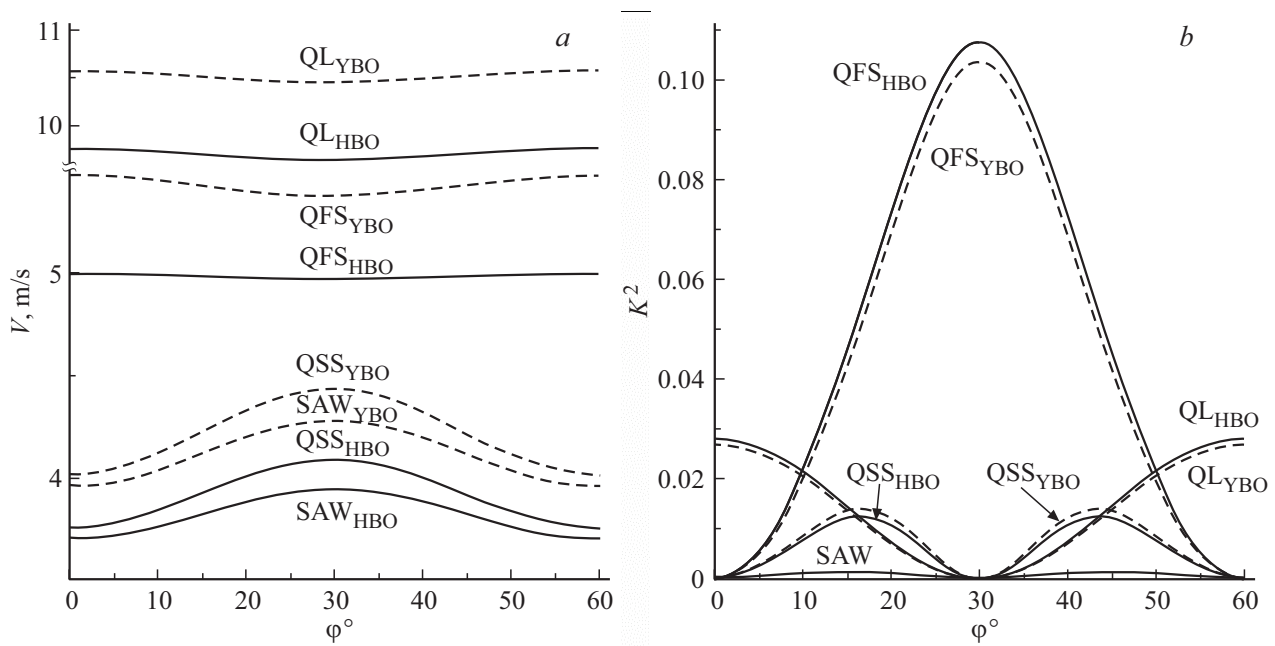 a
11
QL_YBO
10
QL_HBO
QFS_YBO
QFS_HBO
5
V, m/s
QSS_YBO
SAW_YBO
QSS_HBO
4
SAW_HBO
0 10 20 30 40 50 60
φ°
b
0.10
QFS_HBO
QFS_YBO
0.08
0.06
K²
0.04
QL_HBO
QSS_HBO
QSS_YBO
QL_YBO
0.02
SAW
0
0 10 20 30 40 50 60
φ°